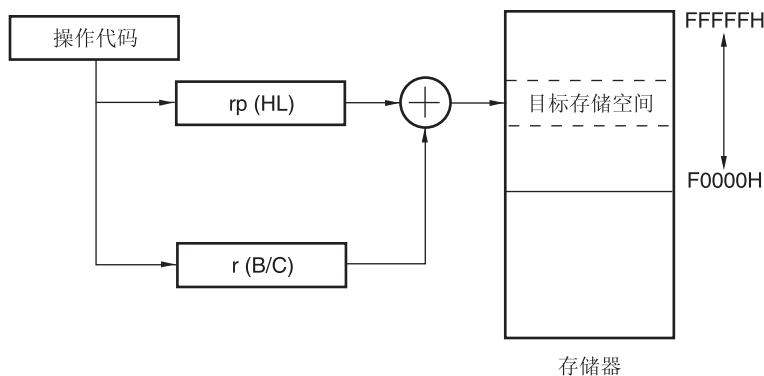 操作代码
FFFFFH
rp (HL)
目标存储空间
F0000H
r (B/C)
存储器